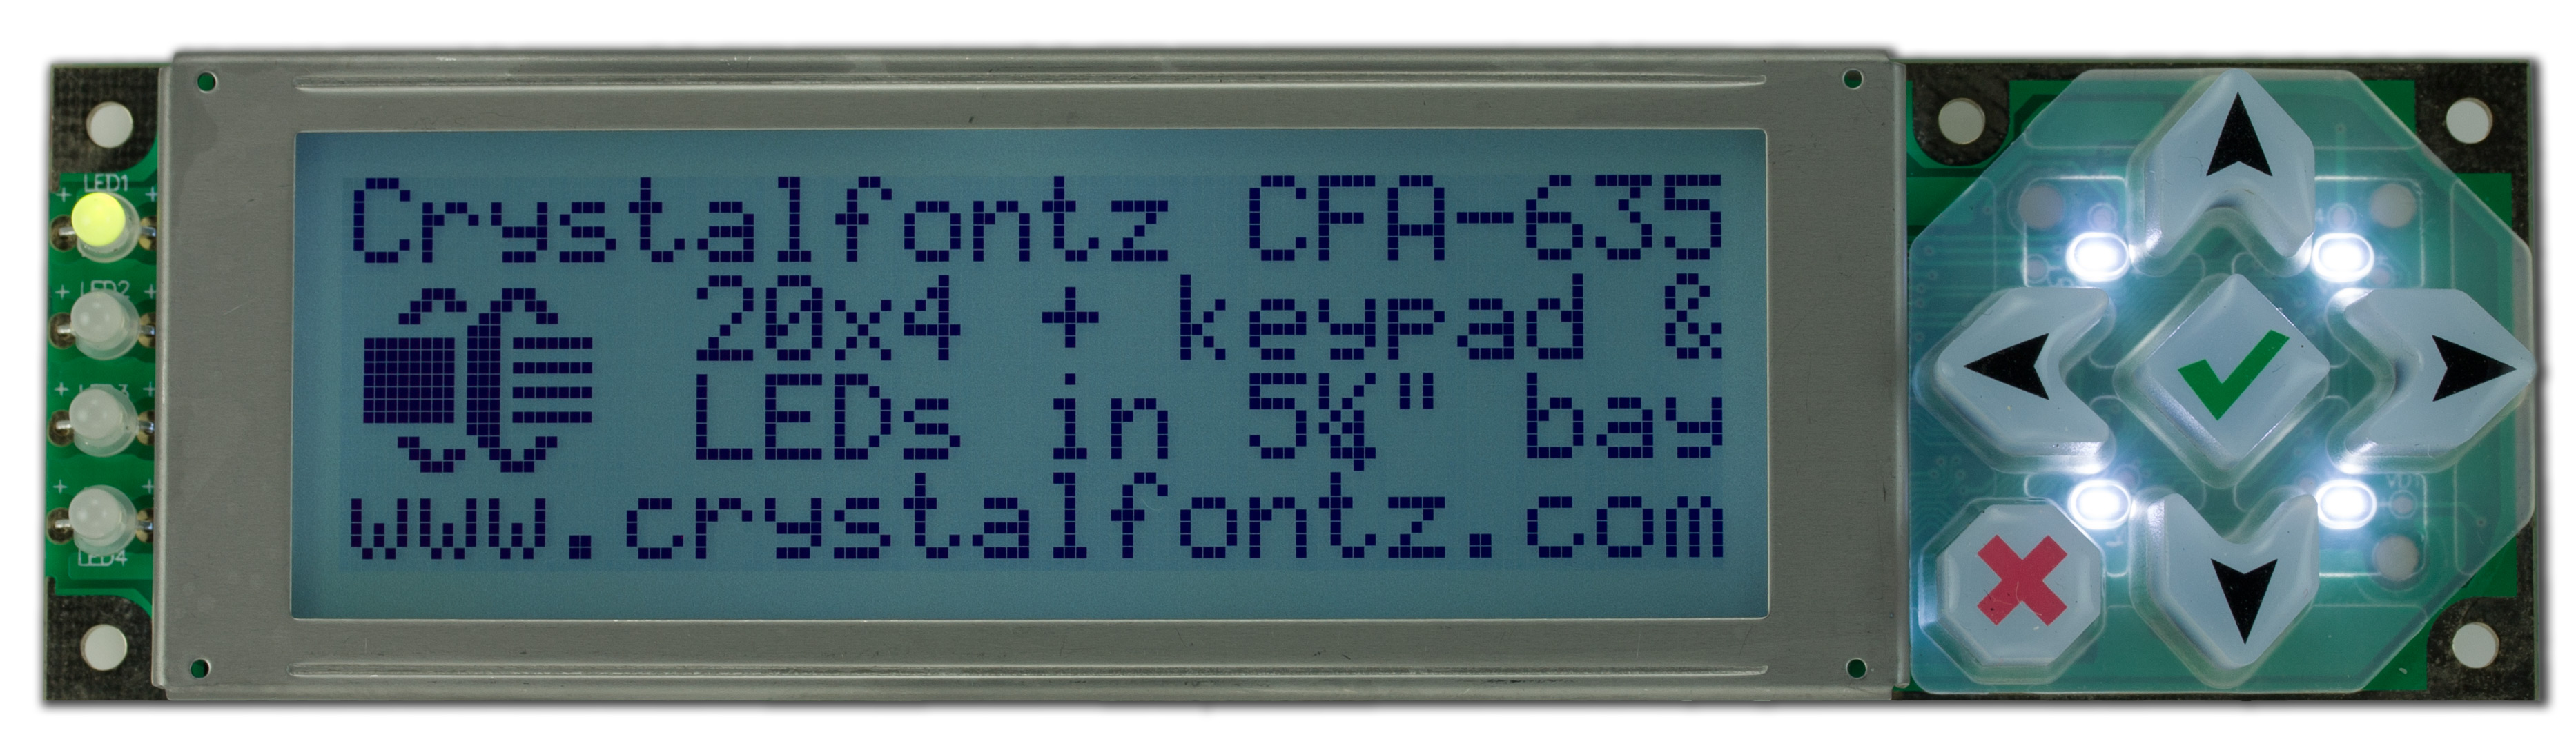 LED1
LED2
LED4
Crystalfontz CFA-635
20x4 + keypad &
LEDs in 5¼" bay
www.crystalfontz.com